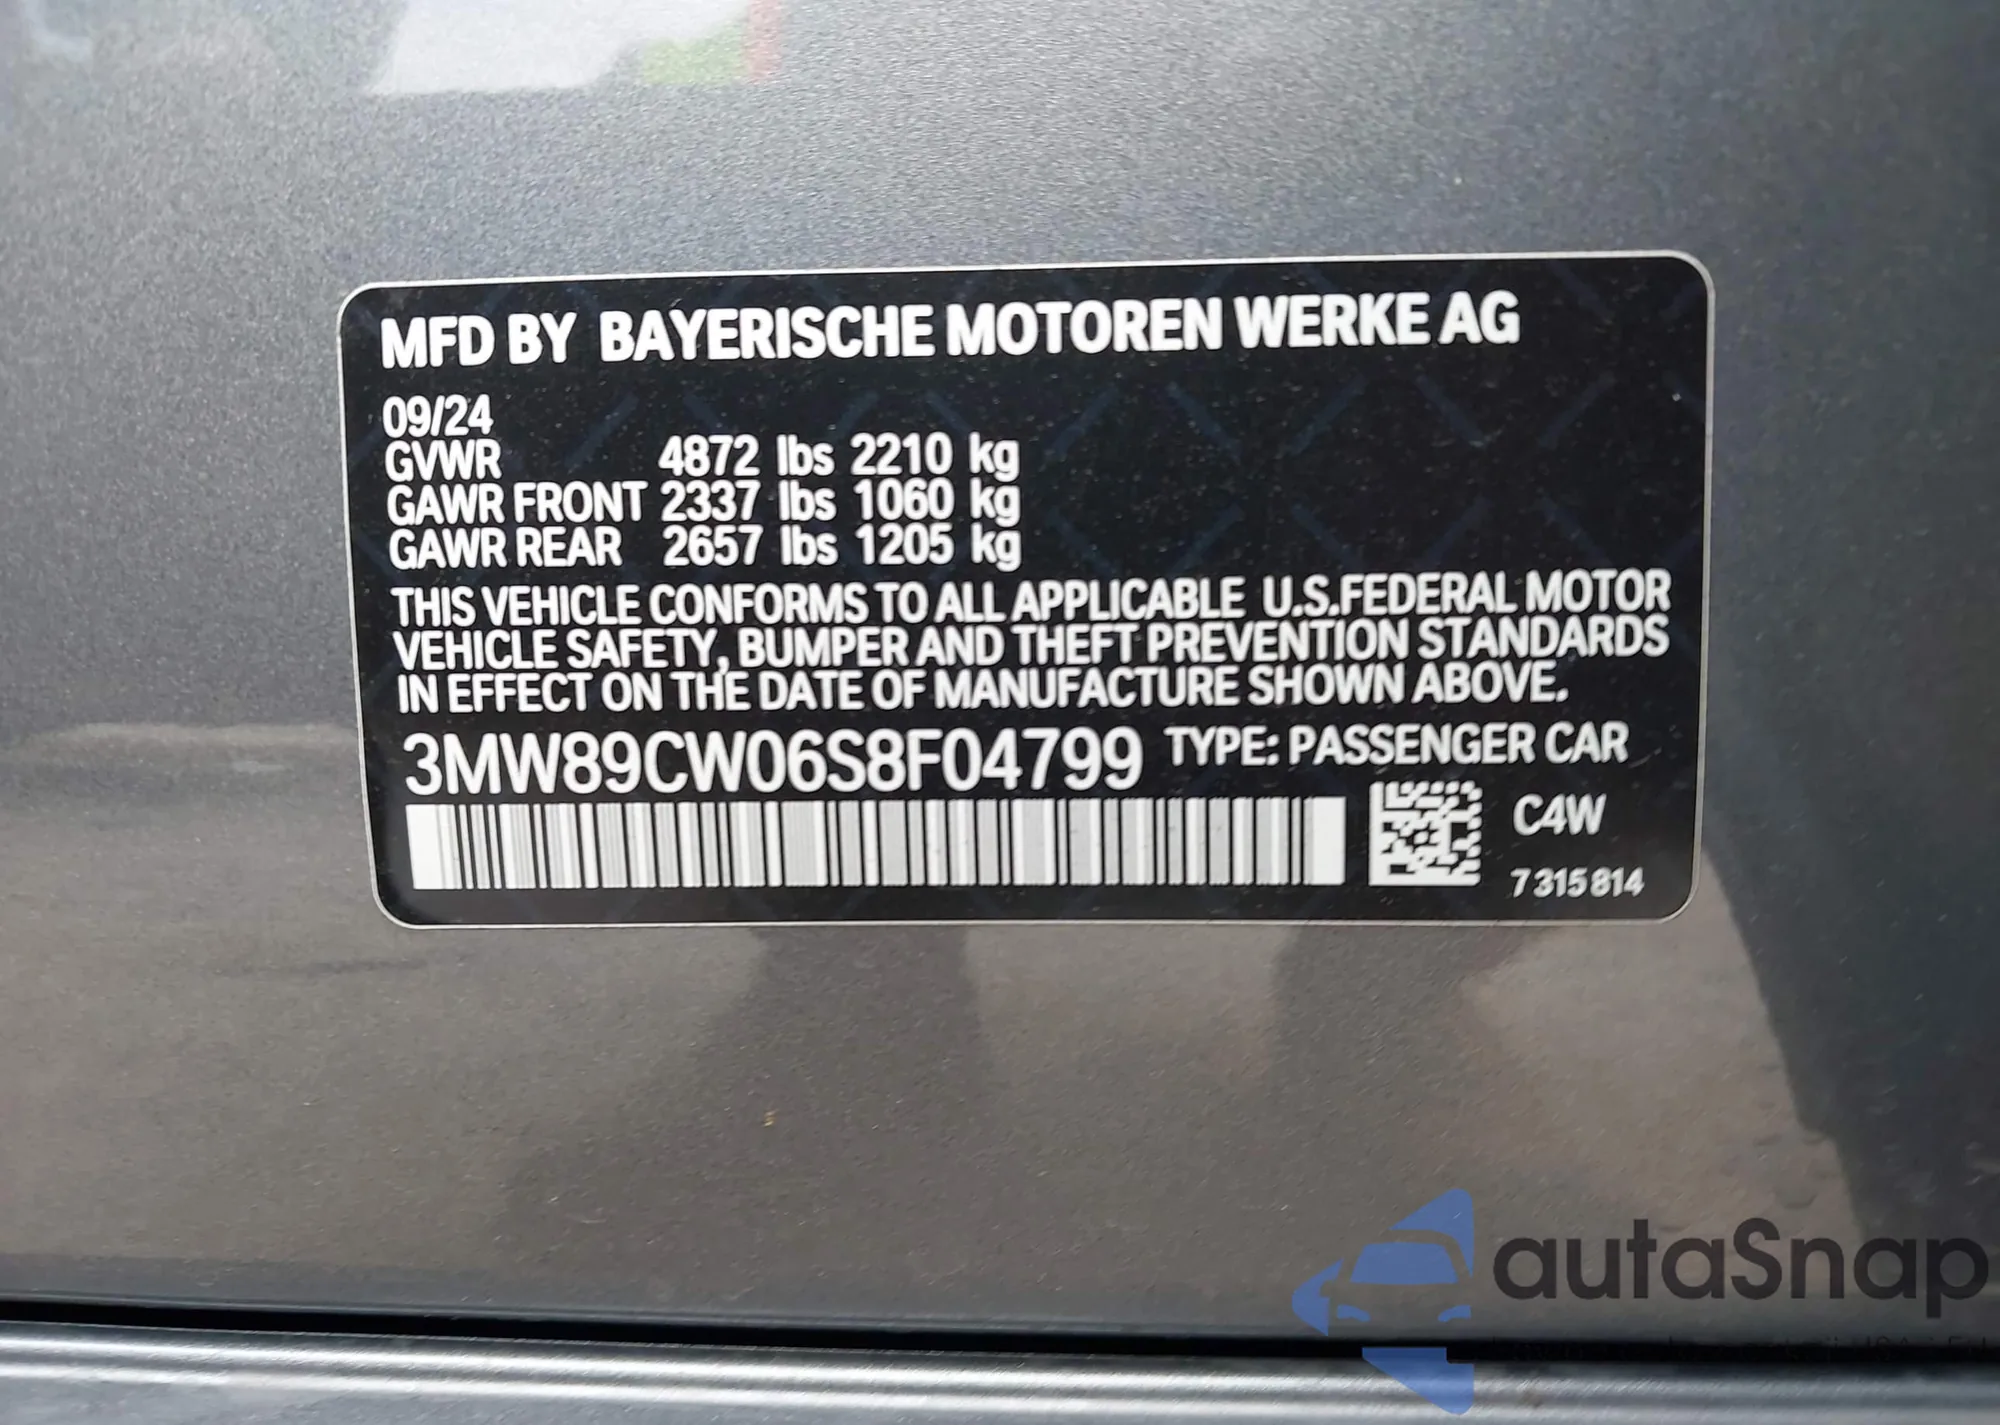 MFD BY BAYERISCHE MOTOREN WERKE AG
09/24
GVWR 4872 lbs 2210 kg
GAWR FRONT 2337 lbs 1060 kg
GAWR REAR 2657 lbs 1205 kg
THIS VEHICLE CONFORMS TO ALL APPLICABLE U.S.FEDERAL MOTOR
VEHICLE SAFETY, BUMPER AND THEFT PREVENTION STANDARDS
IN EFFECT ON THE DATE OF MANUFACTURE SHOWN ABOVE.
3MW89CW06S8F04799 TYPE: PASSENGER CAR
C4W
7 315 814
autaSnap